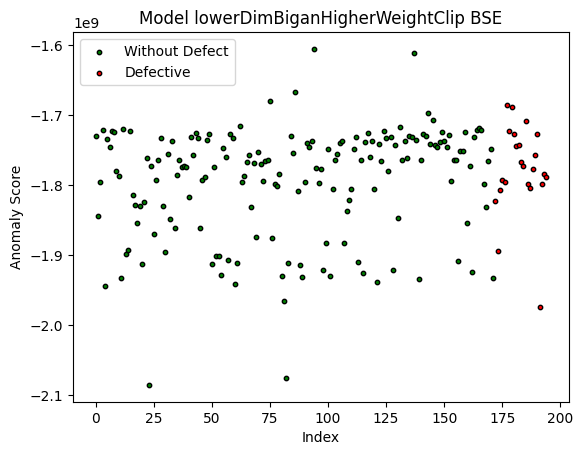 Model lowerDimBiganHigherWeightClip BSE
1e9
Without Defect
Defective
−1.6
−1.7
−1.8
−1.9
−2.0
−2.1
Anomaly Score
0 25 50 75 100 125 150 175 200
Index